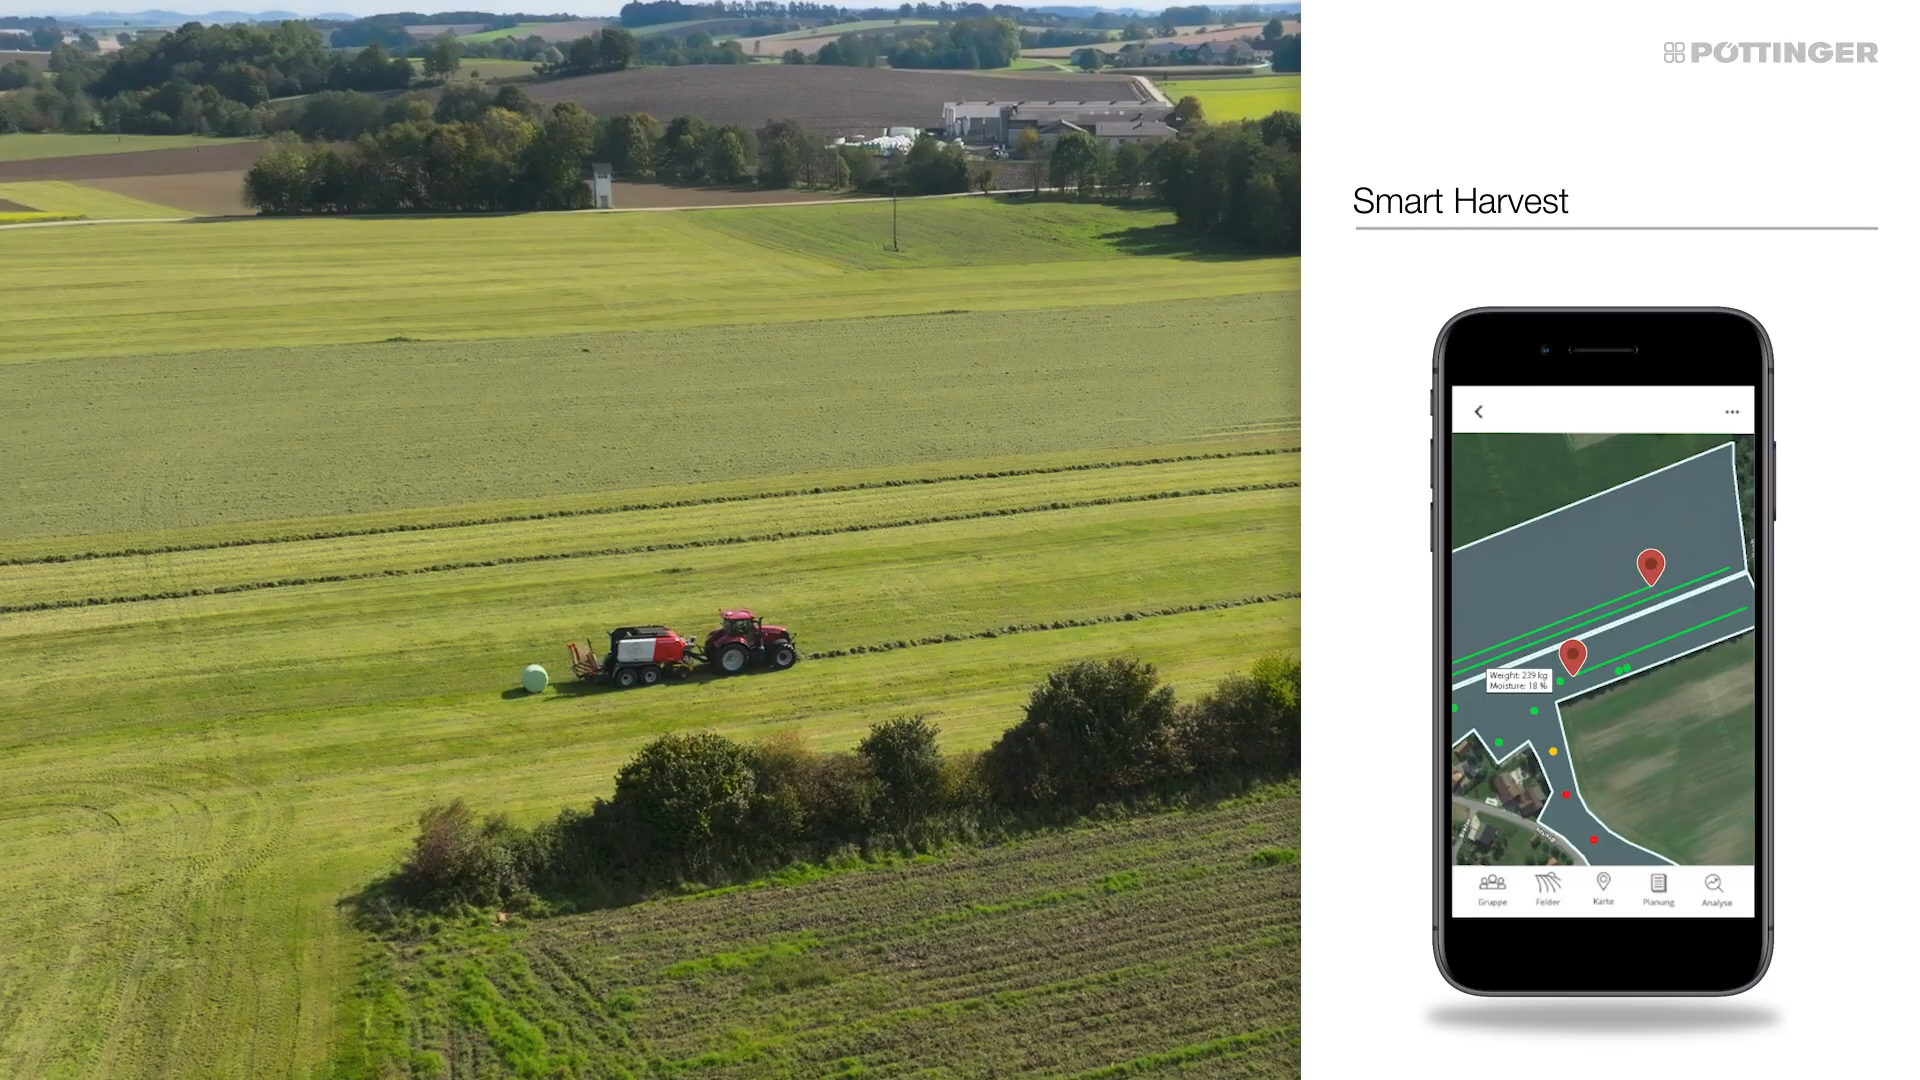 PÖTTINGER
Smart Harvest
Weight: 239 kg
Moisture: 18 %
Gruppe
Felder
Karte
Planung
Analyse